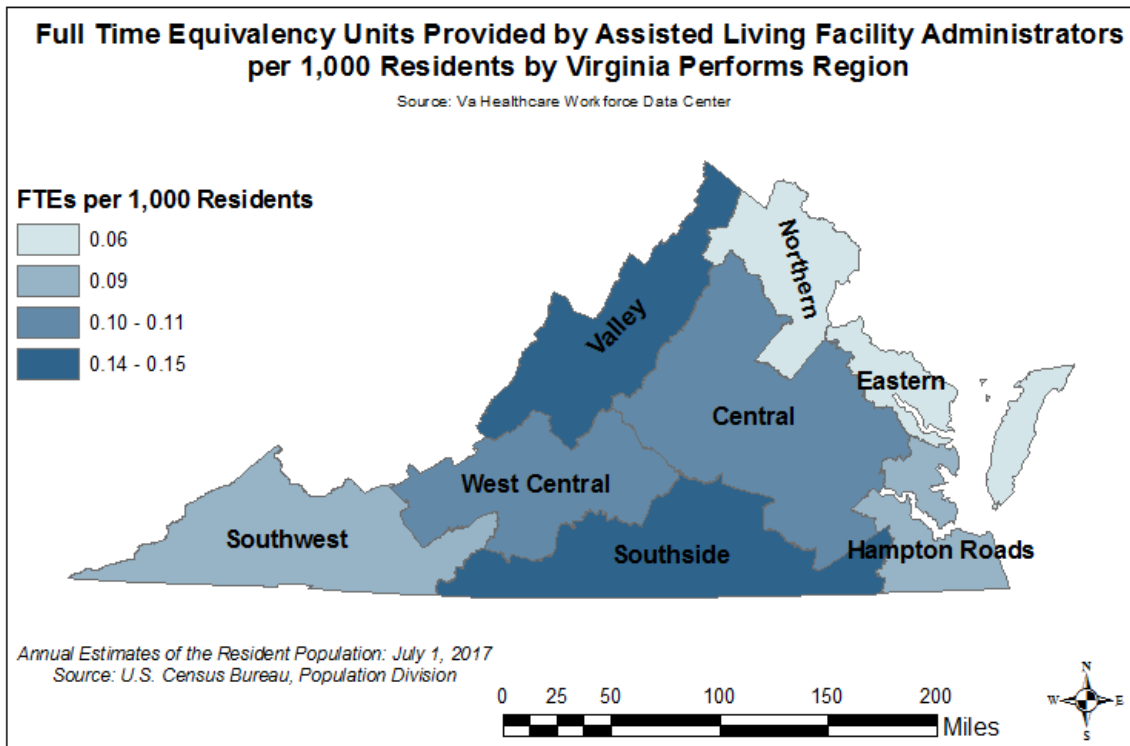 Full Time Equivalency Units Provided by Assisted Living Facility Administrators
per 1,000 Residents by Virginia Performs Region
Source: Va Healthcare Workforce Data Center
FTEs per 1,000 Residents
0.06
0.09
0.10 - 0.11
0.14 - 0.15
Northern
Valley
Eastern
Central
West Central
Southwest
Southside
Hampton Roads
Annual Estimates of the Resident Population: July 1, 2017
Source: U.S. Census Bureau, Population Division
0 25 50 100 150 200
Miles
N
W E
S